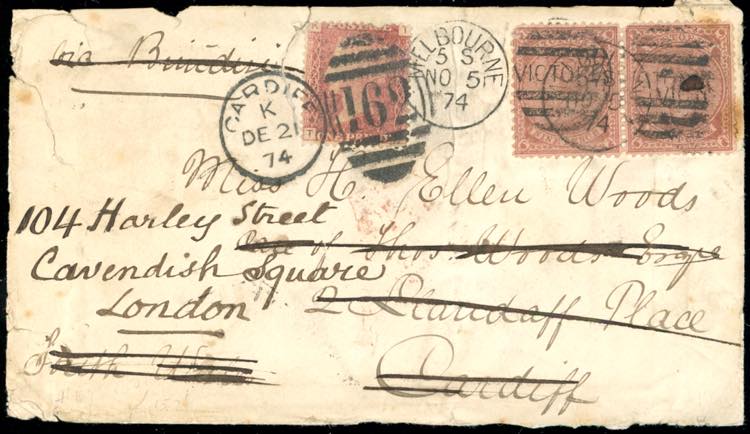 via Brindisi
MELBOURNE
5 S
NO 5
74
CARDIFF
K
DE 21
74
162
VICTORIA
74
Miss H. Ellen Woods
104 Harley Street
care of Thos. Woods Esqre
Cavendish Square
London
2 Llandaff Place
South Wales
Cardiff